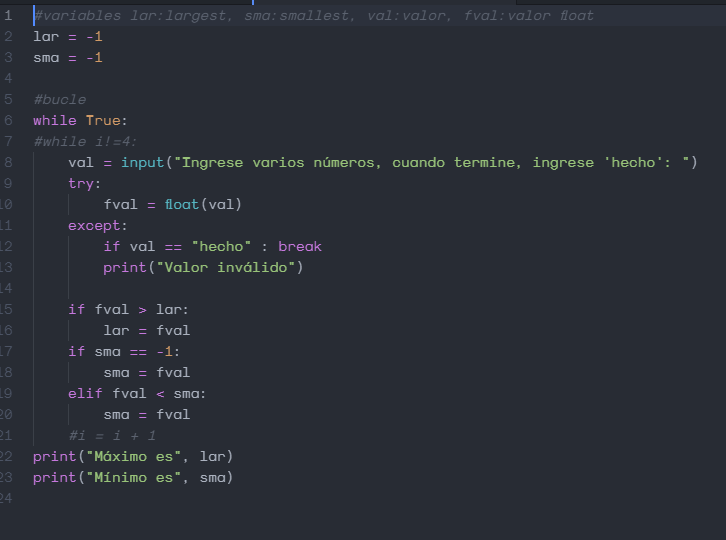 1 #variables lar:largest, sma:smallest, val:valor, fval:valor float
2 lar = -1
3 sma = -1
4
5 #bucle
6 while True:
7 #while i!=4:
8     val = input("Ingrese varios números, cuando termine, ingrese 'hecho': ")
9     try:
10         fval = float(val)
11     except:
12         if val == "hecho" : break
13         print("Valor inválido")
14
15     if fval > lar:
16         lar = fval
17     if sma == -1:
18         sma = fval
19     elif fval < sma:
20         sma = fval
21     #i = i + 1
22 print("Máximo es", lar)
23 print("Mínimo es", sma)
24